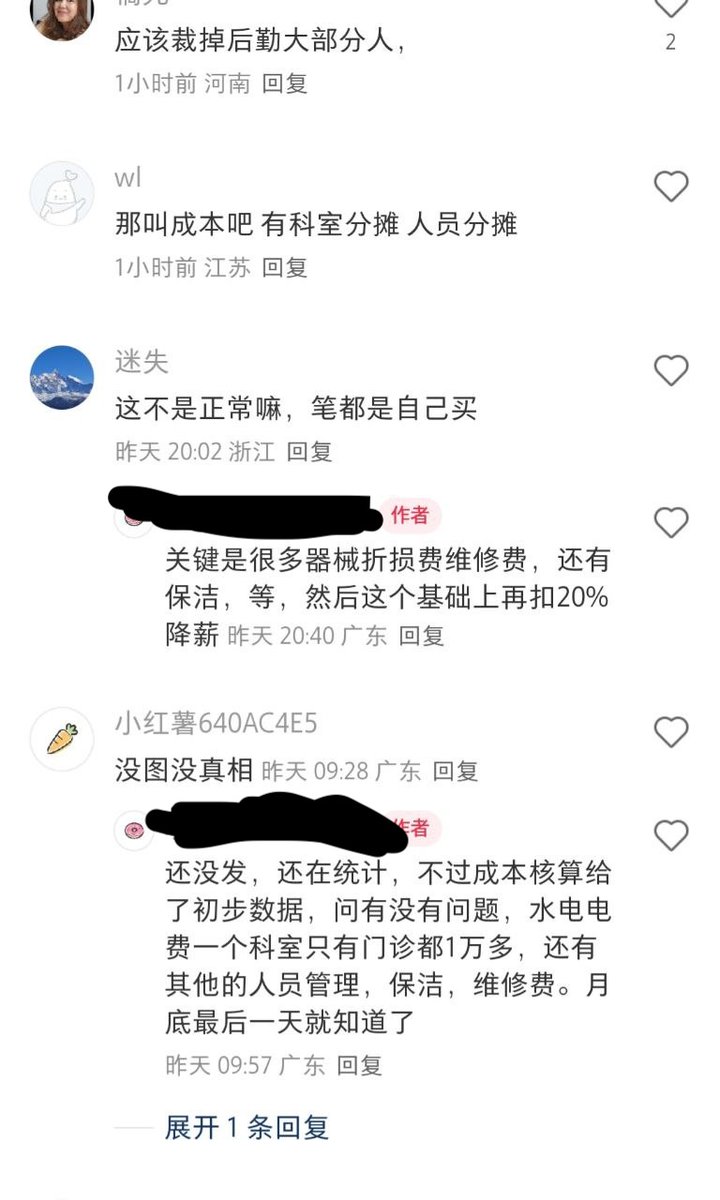 应该裁掉后勤大部分人，
2
1小时前 河南 回复
wl
那叫成本吧 有科室分摊 人员分摊
1小时前 江苏 回复
迷失
这不是正常嘛，笔都是自己买
昨天 20:02 浙江 回复
作者
关键是很多器械折损费维修费，还有
保洁，等，然后这个基础上再扣20%
降薪 昨天 20:40 广东 回复
小红薯640AC4E5
没图没真相 昨天 09:28 广东 回复
作者
还没发，还在统计，不过成本核算给
了初步数据，问有没有问题，水电电
费一个科室只有门诊都1万多，还有
其他的人员管理，保洁，维修费。月
底最后一天就知道了
昨天 09:57 广东 回复
展开 1 条回复